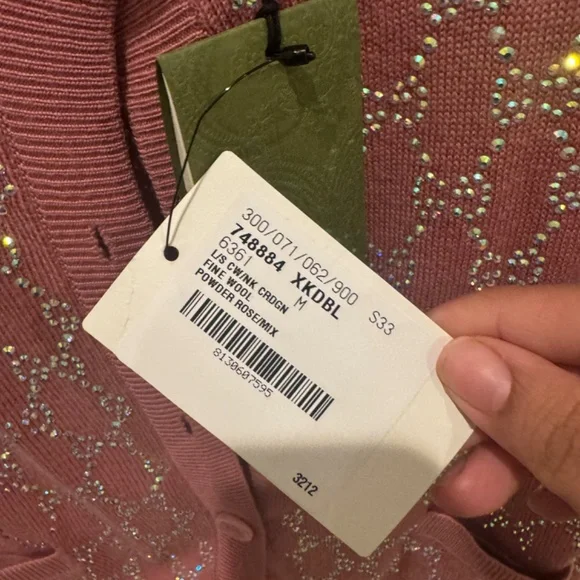 300/071/062/900 S33
748884 XKDBL
6361 M
L/S CW/NK CRDGN
FINE WOOL
POWDER ROSE/MIX
8130607595
3212